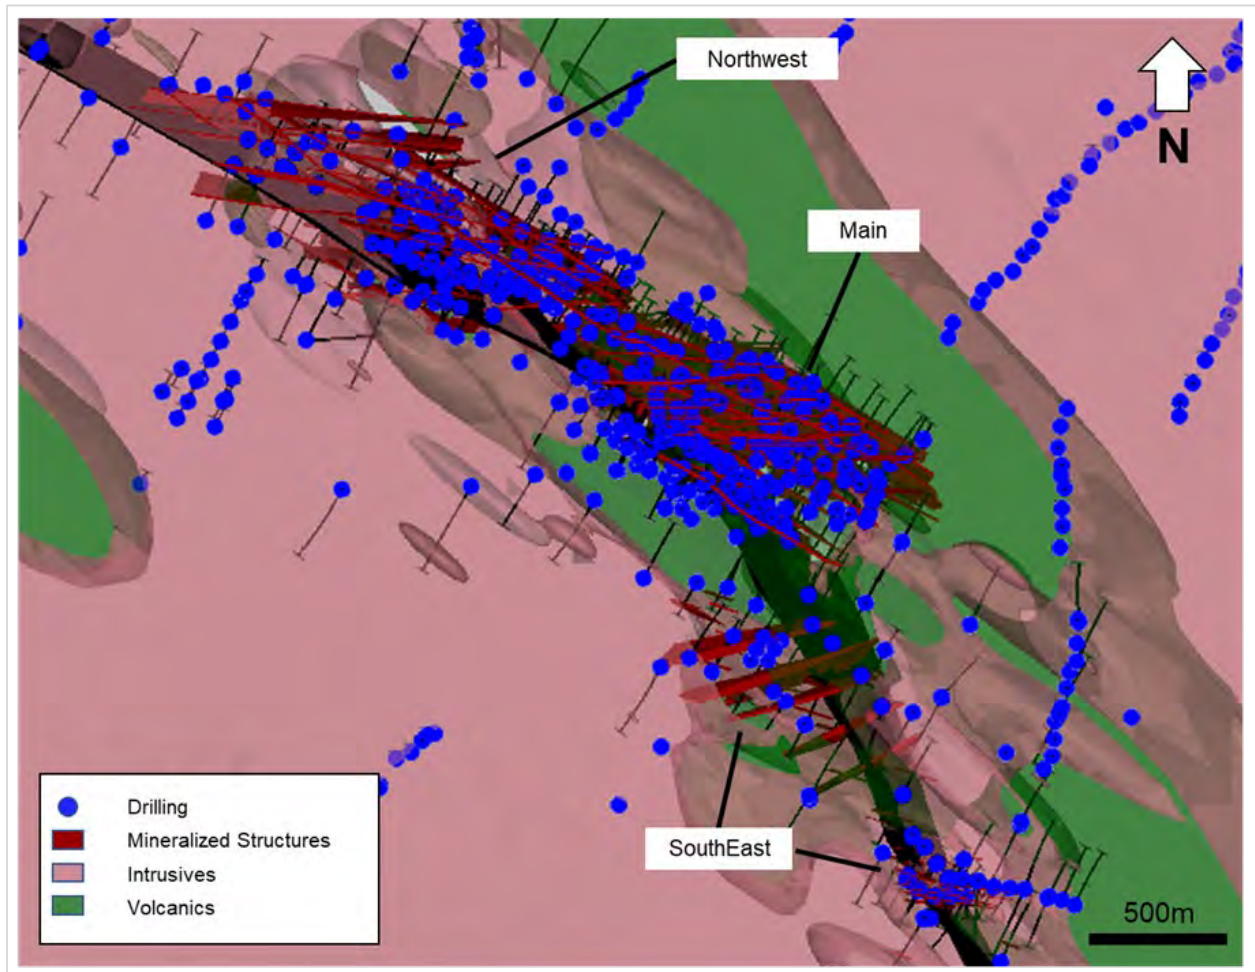 Northwest
N
Main
Drilling
Mineralized Structures
Intrusives
Volcanics
SouthEast
500m